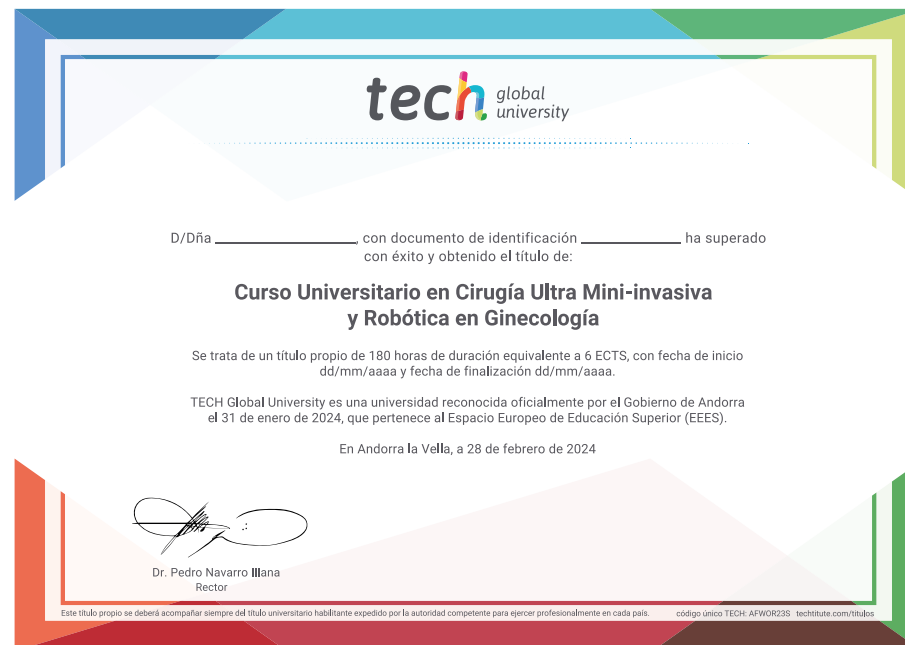 tech global university
D/Dña ____________________, con documento de identificación ______________ ha superado
con éxito y obtenido el título de:
Curso Universitario en Cirugía Ultra Mini-invasiva
y Robótica en Ginecología
Se trata de un título propio de 180 horas de duración equivalente a 6 ECTS, con fecha de inicio
dd/mm/aaaa y fecha de finalización dd/mm/aaaa.
TECH Global University es una universidad reconocida oficialmente por el Gobierno de Andorra
el 31 de enero de 2024, que pertenece al Espacio Europeo de Educación Superior (EEES).
En Andorra la Vella, a 28 de febrero de 2024
Dr. Pedro Navarro Illana
Rector
Este título propio se deberá acompañar siempre del título universitario habilitante expedido por la autoridad competente para ejercer profesionalmente en cada país. código único TECH: AFWOR23S techtitute.com/titulos